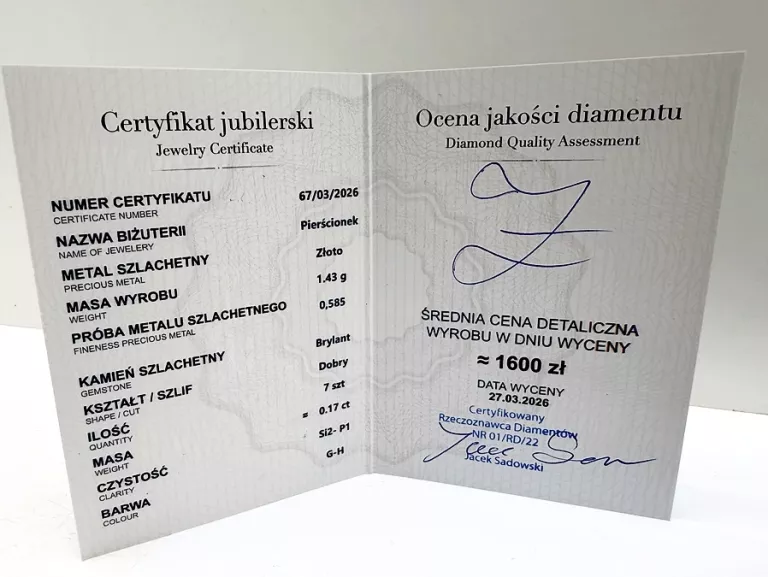 Certyfikat jubilerski
Jewelry Certificate
NUMER CERTYFIKATU 67/03/2026
CERTIFICATE NUMBER
NAZWA BIŻUTERII Pierścionek
NAME OF JEWELERY
METAL SZLACHETNY Złoto
PRECIOUS METAL
MASA WYROBU 1.43 g
WEIGHT
PRÓBA METALU SZLACHETNEGO 0,585
FINENESS PRECIOUS METAL
KAMIEŃ SZLACHETNY Brylant
GEMSTONE
KSZTAŁT / SZLIF Dobry
SHAPE / CUT
ILOŚĆ 7 szt
QUANTITY
MASA ≈ 0.17 ct
WEIGHT
CZYSTOŚĆ Si2- P1
CLARITY
BARWA G-H
COLOUR
Ocena jakości diamentu
Diamond Quality Assessment
ŚREDNIA CENA DETALICZNA
WYROBU W DNIU WYCENY
≈ 1600 zł
DATA WYCENY
27.03.2026
Certyfikowany
Rzeczoznawca Diamentów
NR 01/RD/22
Jacek Sadowski